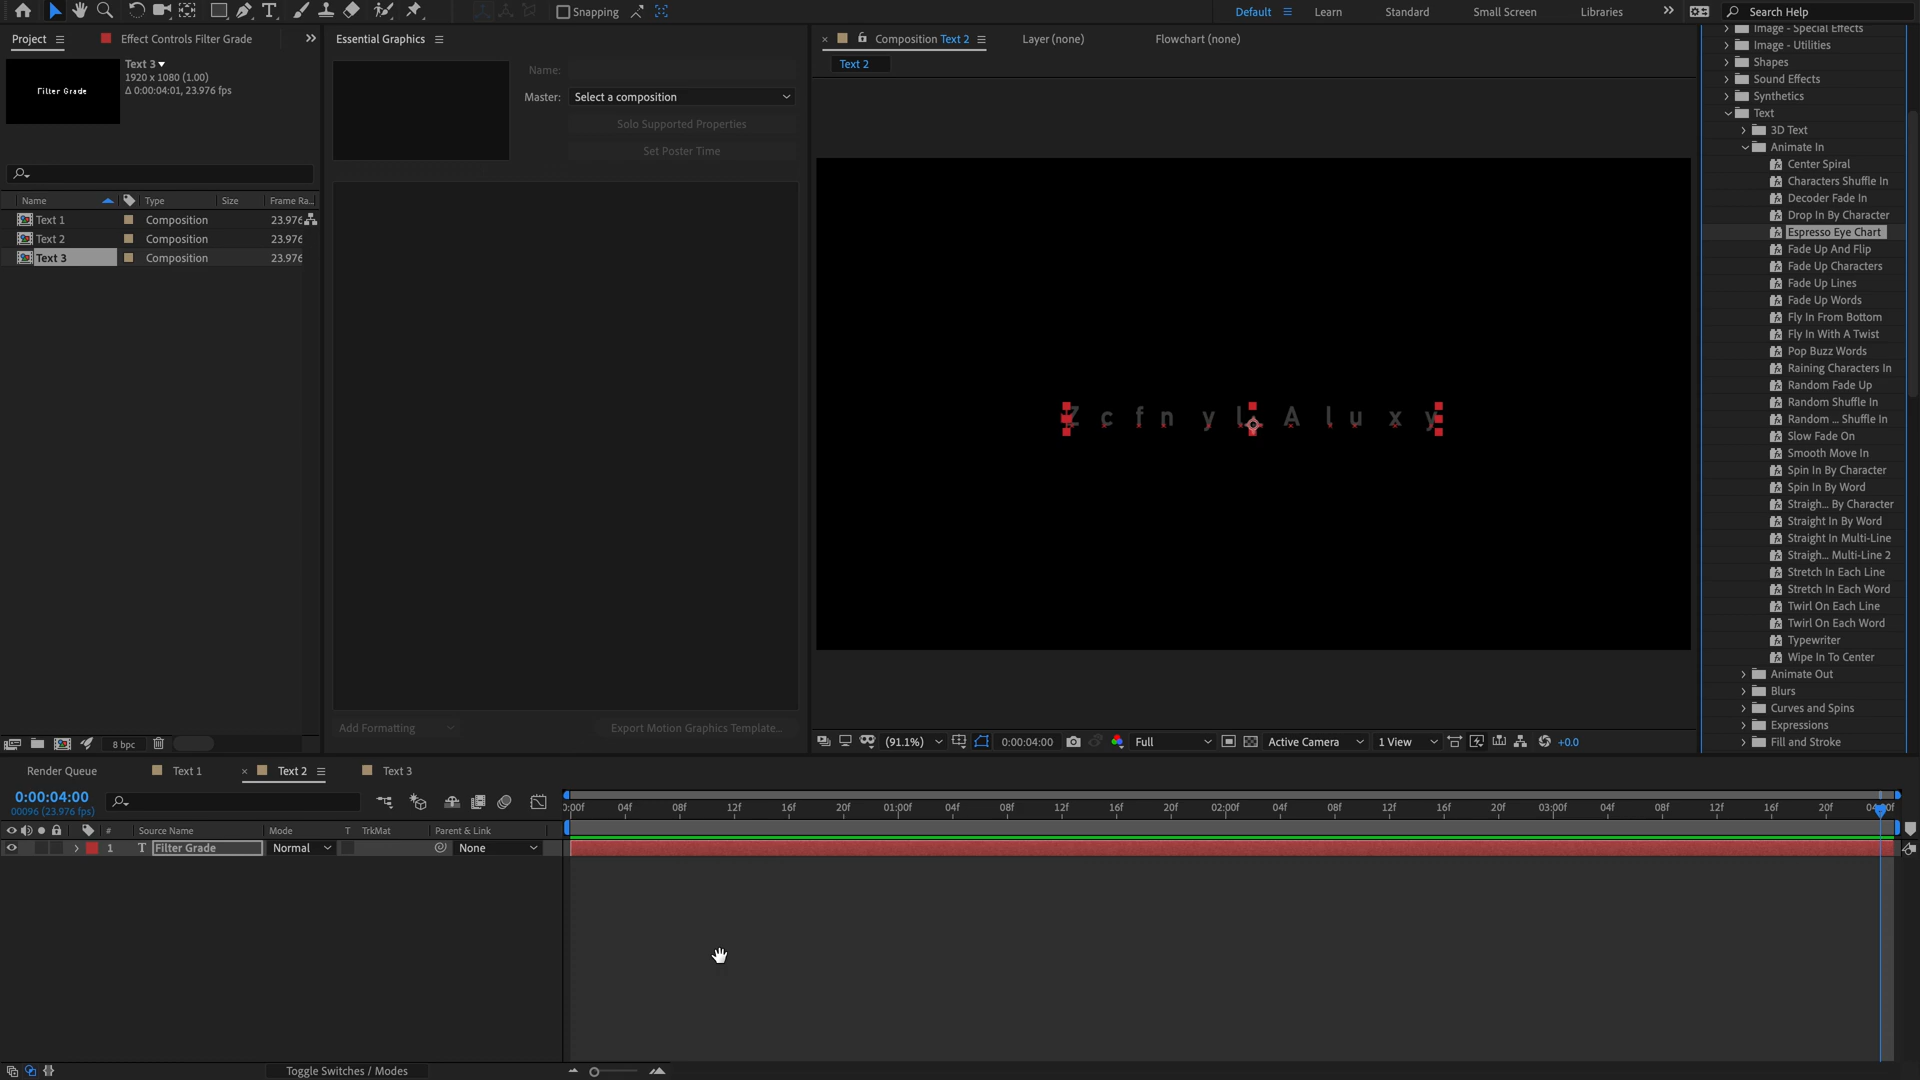 Snapping
Default
Learn
Standard
Small Screen
Libraries
Search Help
Project
Effect Controls Filter Grade
Essential Graphics
Composition Text 2
Layer (none)
Flowchart (none)
Text 2
Text 3
1920 x 1080 (1.00)
Δ 0:00:04:01, 23.976 fps
Filter Grade
Name:
Master:
Select a composition
Solo Supported Properties
Set Poster Time
Name
Type
Size
Frame Ra...
Text 1
Composition
23.976
Text 2
Composition
23.976
Text 3
Composition
23.976
Z c f n y l A l u x y
Image - Special Effects
Image - Utilities
Shapes
Sound Effects
Synthetics
Text
3D Text
Animate In
Center Spiral
Characters Shuffle In
Decoder Fade In
Drop In By Character
Espresso Eye Chart
Fade Up And Flip
Fade Up Characters
Fade Up Lines
Fade Up Words
Fly In From Bottom
Fly In With A Twist
Pop Buzz Words
Raining Characters In
Random Fade Up
Random Shuffle In
Random ... Shuffle In
Slow Fade On
Smooth Move In
Spin In By Character
Spin In By Word
Straigh... By Character
Straight In By Word
Straight In Multi-Line
Straigh... Multi-Line 2
Stretch In Each Line
Stretch In Each Word
Twirl On Each Line
Twirl On Each Word
Typewriter
Wipe In To Center
Animate Out
Blurs
Curves and Spins
Expressions
Fill and Stroke
Add Formatting
Export Motion Graphics Template...
8 bpc
(91.1%)
0:00:04:00
Full
Active Camera
1 View
+0.0
Render Queue
Text 1
Text 2
Text 3
0:00:04:00
00096 (23.976 fps)
):00f 04f 08f 12f 16f 20f 01:00f 04f 08f 12f 16f 20f 02:00f 04f 08f 12f 16f 20f 03:00f 04f 08f 12f 16f 20f 04:00f
# Source Name Mode T TrkMat Parent & Link
1 T Filter Grade Normal None
Toggle Switches / Modes